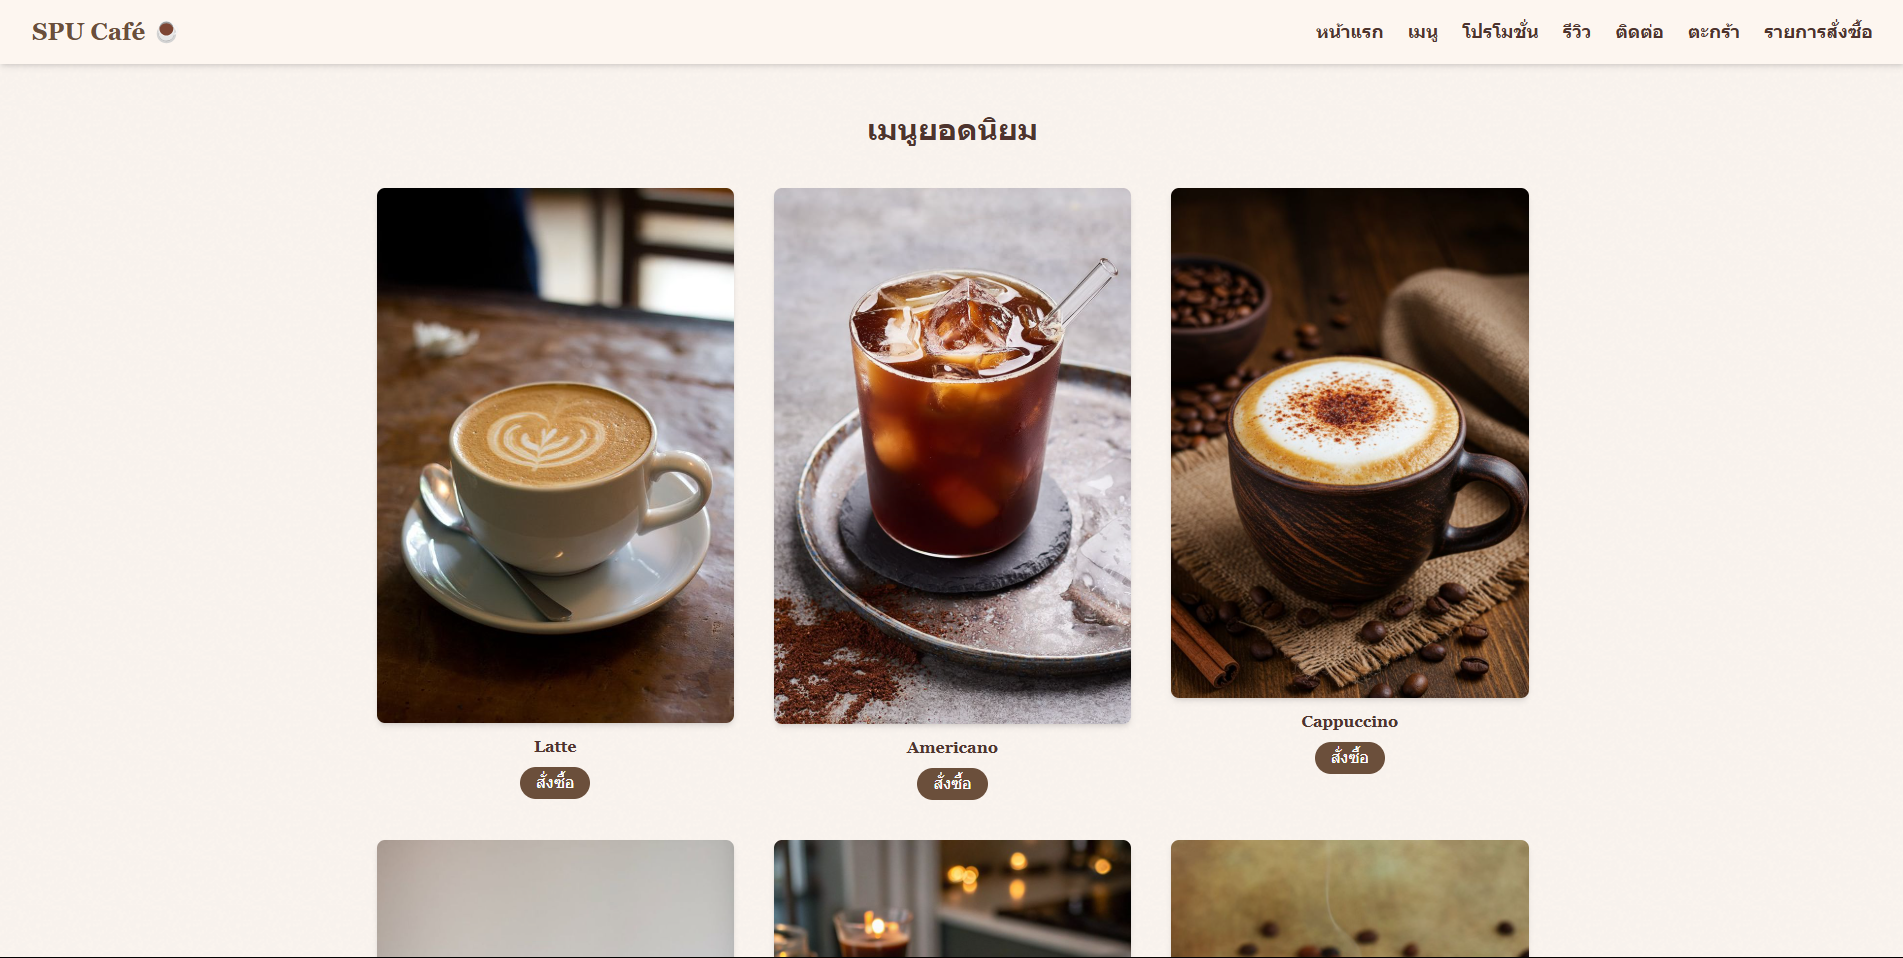 SPU Café ☕
หน้าแรก เมนู โปรโมชั่น รีวิว ติดต่อ ตะกร้า รายการสั่งซื้อ
เมนูยอดนิยม
Latte
สั่งซื้อ
Americano
สั่งซื้อ
Cappuccino
สั่งซื้อ